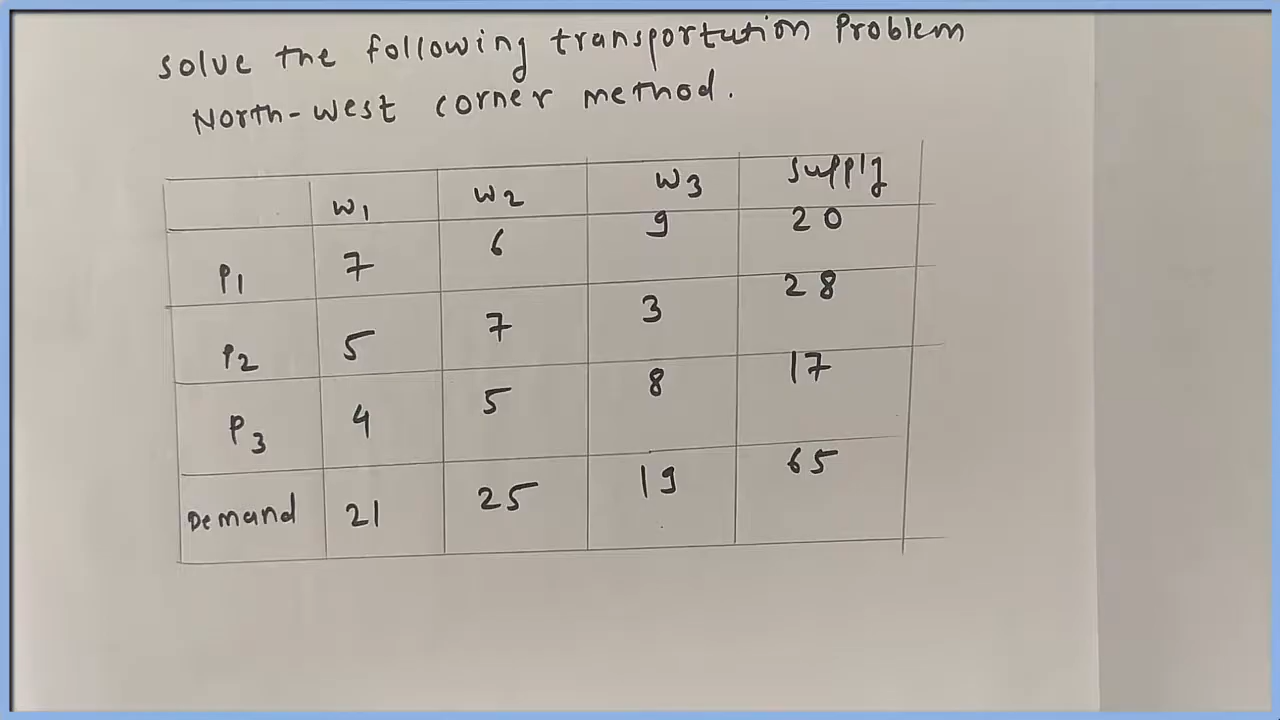 Solve the following transportation Problem
North-west corner method.
w1 w2 w3 supply
P1 7 6 9 20
P2 5 7 3 28
P3 4 5 8 17
Demand 21 25 19 65